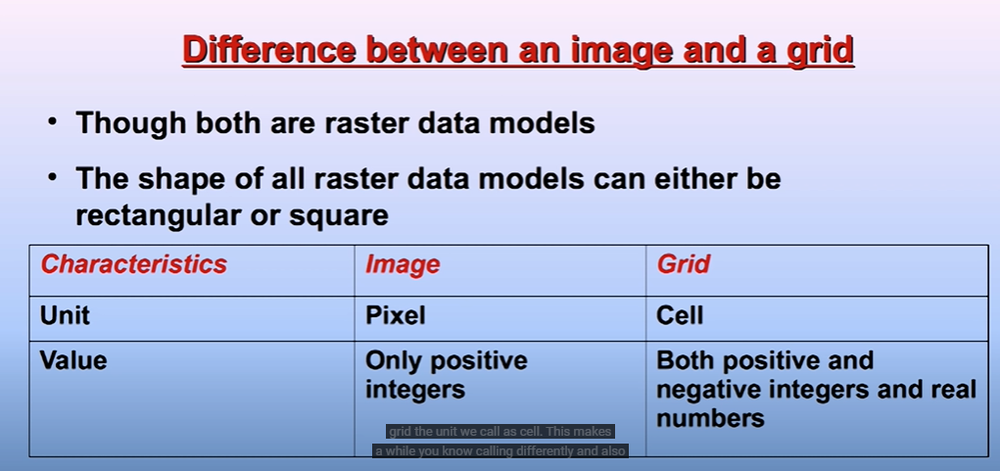 Difference between an image and a grid
• Though both are raster data models
• The shape of all raster data models can either be
rectangular or square
Characteristics Image Grid
Unit Pixel Cell
Value Only positive Both positive and
integers negative integers and real
numbers
grid the unit we call as cell. This makes
a while you know calling differently and also